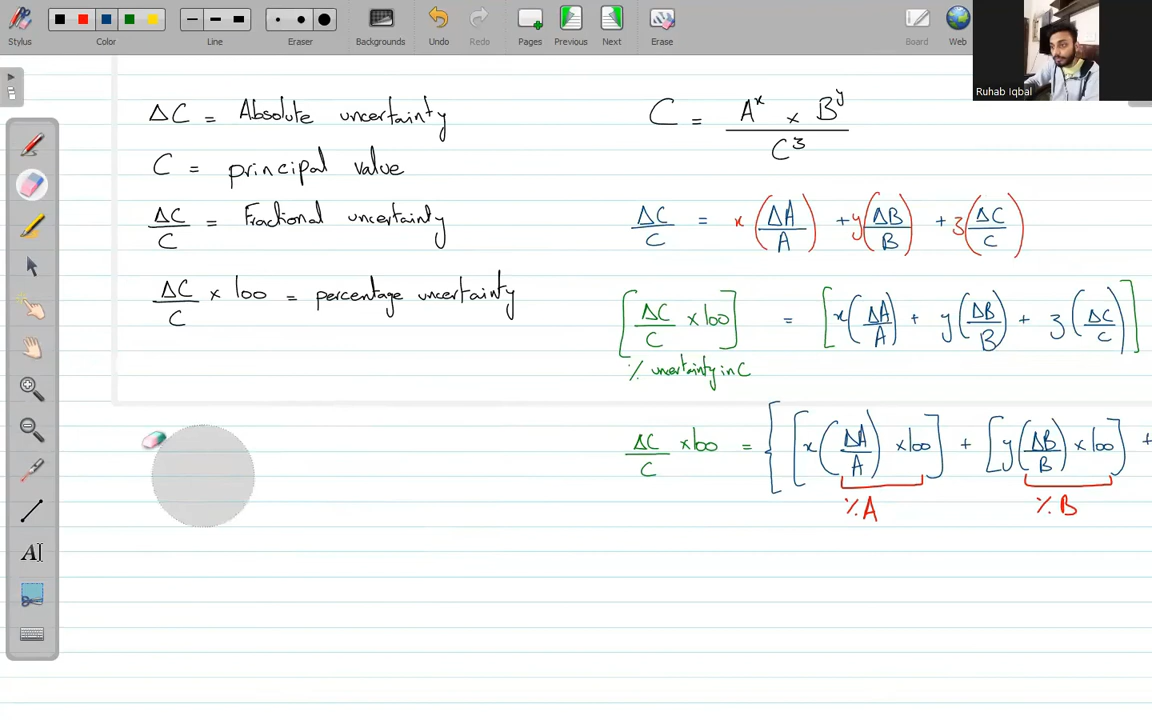 Stylus Color Line Eraser Backgrounds Undo Redo Pages Previous Next Erase Board Web
Ruhab Iqbal
ΔC = Absolute uncertainty
C = principal value
ΔC/C = Fractional uncertainty
ΔC/C × 100 = percentage uncertainty
C = A^x × B^y / C^3
ΔC/C = x(ΔA/A) + y(ΔB/B) + 3(ΔC/C)
[ΔC/C × 100] = [x(ΔA/A) + y(ΔB/B) + 3(ΔC/C)]
% uncertainty in C
ΔC/C × 100 = {[x(ΔA/A) × 100] + [y(ΔB/B) × 100] +
% A % B
AI